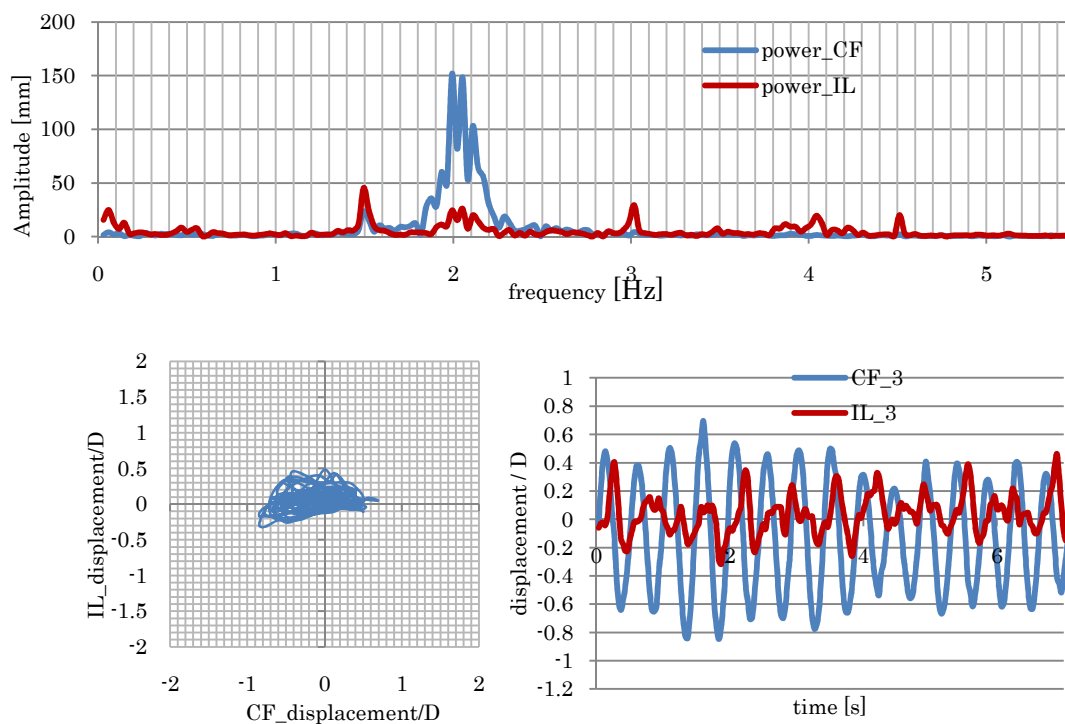 200
150
100
50
0
Amplitude [mm]
power_CF
power_IL
0 1 2 3 4 5
frequency [Hz]
2
1.5
1
0.5
0
-0.5
-1
-1.5
-2
IL_displacement/D
-2 -1 0 1 2
CF_displacement/D
1
0.8
0.6
0.4
0.2
0
-0.2
-0.4
-0.6
-0.8
-1
-1.2
displacement / D
CF_3
IL_3
0 2 4 6
time [s]